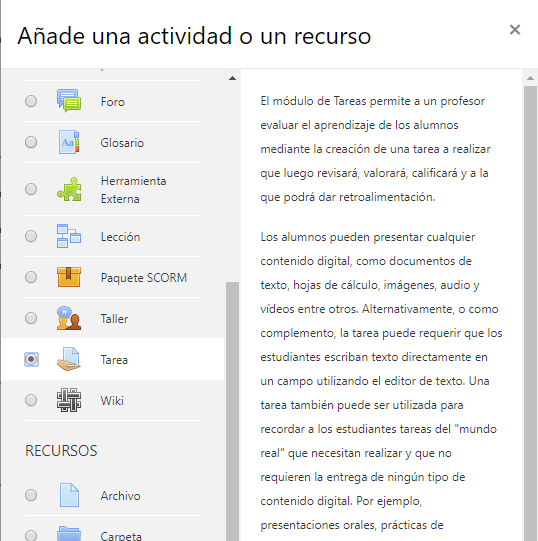 Añade una actividad o un recurso
×
Foro
Glosario
Herramienta
Externa
Lección
Paquete SCORM
Taller
Tarea
Wiki
RECURSOS
Archivo
Carpeta
El módulo de Tareas permite a un profesor
evaluar el aprendizaje de los alumnos
mediante la creación de una tarea a realizar
que luego revisará, valorará, calificará y a la
que podrá dar retroalimentación.
Los alumnos pueden presentar cualquier
contenido digital, como documentos de
texto, hojas de cálculo, imágenes, audio y
vídeos entre otros. Alternativamente, o como
complemento, la tarea puede requerir que los
estudiantes escriban texto directamente en
un campo utilizando el editor de texto. Una
tarea también puede ser utilizada para
recordar a los estudiantes tareas del "mundo
real" que necesitan realizar y que no
requieren la entrega de ningún tipo de
contenido digital. Por ejemplo,
presentaciones orales, prácticas de